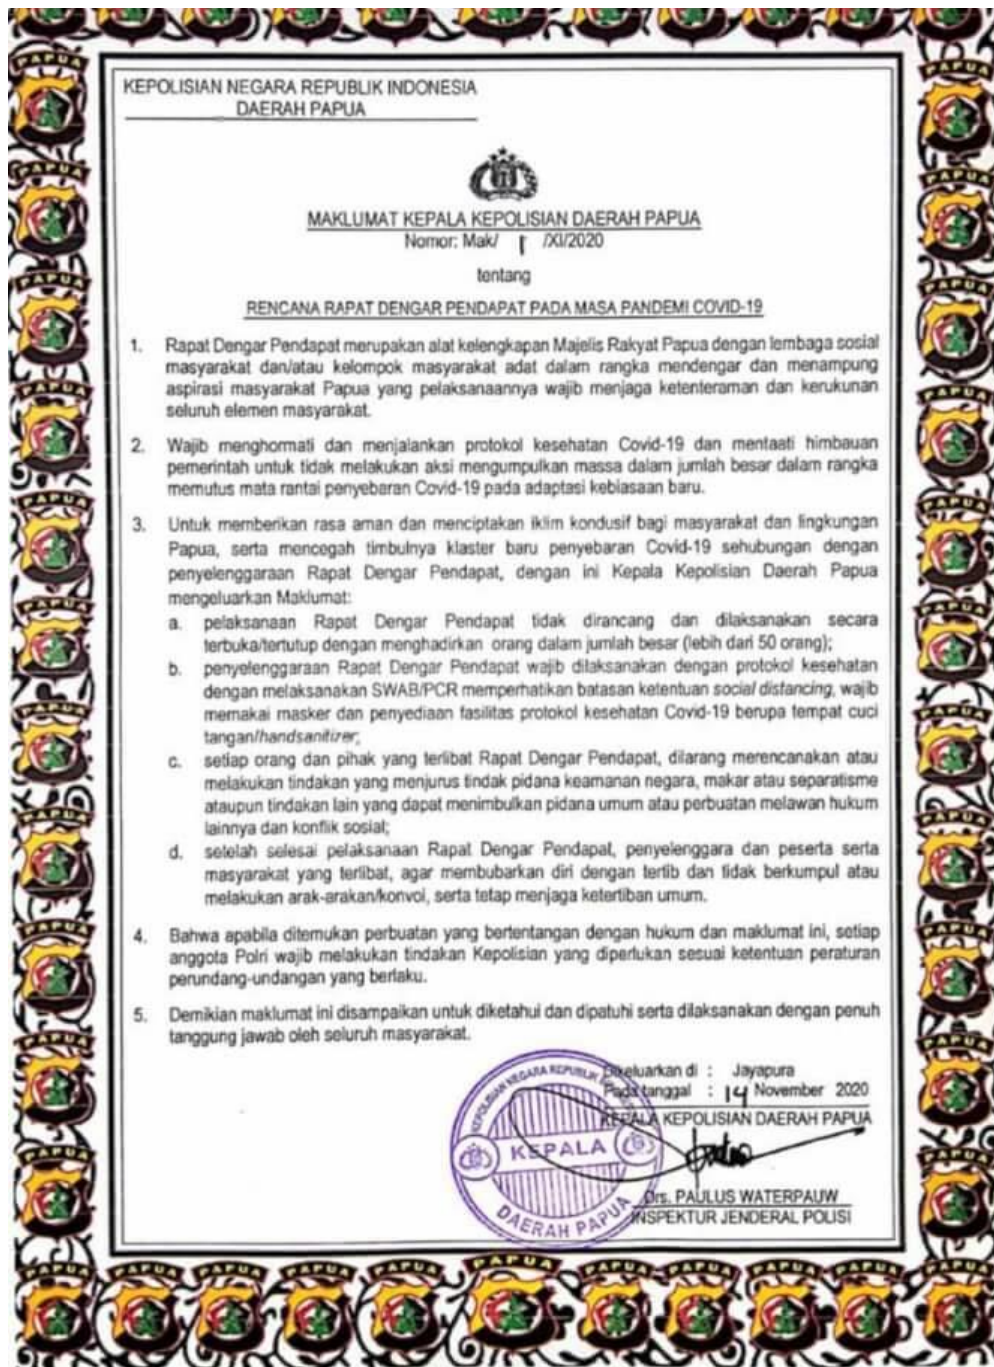 KEPOLISIAN NEGARA REPUBLIK INDONESIA
DAERAH PAPUA
MAKLUMAT KEPALA KEPOLISIAN DAERAH PAPUA
Nomor: Mak/ 1 /XI/2020
tentang
RENCANA RAPAT DENGAR PENDAPAT PADA MASA PANDEMI COVID-19
1. Rapat Dengar Pendapat merupakan alat kelengkapan Majelis Rakyat Papua dengan lembaga sosial
masyarakat dan/atau kelompok masyarakat adat dalam rangka mendengar dan menampung
aspirasi masyarakat Papua yang pelaksanaannya wajib menjaga ketenteraman dan kerukunan
seluruh elemen masyarakat.
2. Wajib menghormati dan menjalankan protokol kesehatan Covid-19 dan mentaati himbauan
pemerintah untuk tidak melakukan aksi mengumpulkan massa dalam jumlah besar dalam rangka
memutus mata rantai penyebaran Covid-19 pada adaptasi kebiasaan baru.
3. Untuk memberikan rasa aman dan menciptakan iklim kondusif bagi masyarakat dan lingkungan
Papua, serta mencegah timbulnya klaster baru penyebaran Covid-19 sehubungan dengan
penyelenggaraan Rapat Dengar Pendapat, dengan ini Kepala Kepolisian Daerah Papua
mengeluarkan Maklumat:
a. pelaksanaan Rapat Dengar Pendapat tidak dirancang dan dilaksanakan secara
terbuka/tertutup dengan menghadirkan orang dalam jumlah besar (lebih dari 50 orang);
b. penyelenggaraan Rapat Dengar Pendapat wajib dilaksanakan dengan protokol kesehatan
dengan melaksanakan SWAB/PCR memperhatikan batasan ketentuan social distancing, wajib
memakai masker dan penyediaan fasilitas protokol kesehatan Covid-19 berupa tempat cuci
tangan/handsanitizer;
c. setiap orang dan pihak yang terlibat Rapat Dengar Pendapat, dilarang merencanakan atau
melakukan tindakan yang menjurus tindak pidana keamanan negara, makar atau separatisme
ataupun tindakan lain yang dapat menimbulkan pidana umum atau perbuatan melawan hukum
lainnya dan konflik sosial;
d. setelah selesai pelaksanaan Rapat Dengar Pendapat, penyelenggara dan peserta serta
masyarakat yang terlibat, agar membubarkan diri dengan tertib dan tidak berkumpul atau
melakukan arak-arakan/konvoi, serta tetap menjaga ketertiban umum.
4. Bahwa apabila ditemukan perbuatan yang bertentangan dengan hukum dan maklumat ini, setiap
anggota Polri wajib melakukan tindakan Kepolisian yang diperlukan sesuai ketentuan peraturan
perundang-undangan yang berlaku.
5. Demikian maklumat ini disampaikan untuk diketahui dan dipatuhi serta dilaksanakan dengan penuh
tanggung jawab oleh seluruh masyarakat.
Dikeluarkan di : Jayapura
Pada tanggal : 14 November 2020
KEPALA KEPOLISIAN DAERAH PAPUA
KEPOLISIAN NEGARA REPUBLIK
KEPALA
DAERAH PAPUA
Drs. PAULUS WATERPAUW
INSPEKTUR JENDERAL POLISI
PAPUA